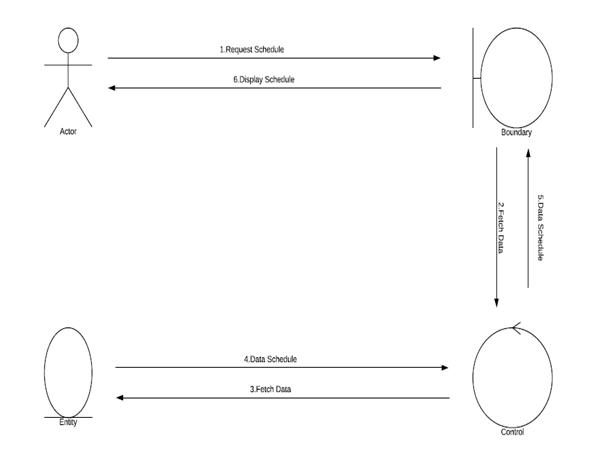 1.Request Schedule
6.Display Schedule
Actor
Boundary
2.Fetch Data
5.Data Schedule
4.Data Schedule
3.Fetch Data
Entity
Control